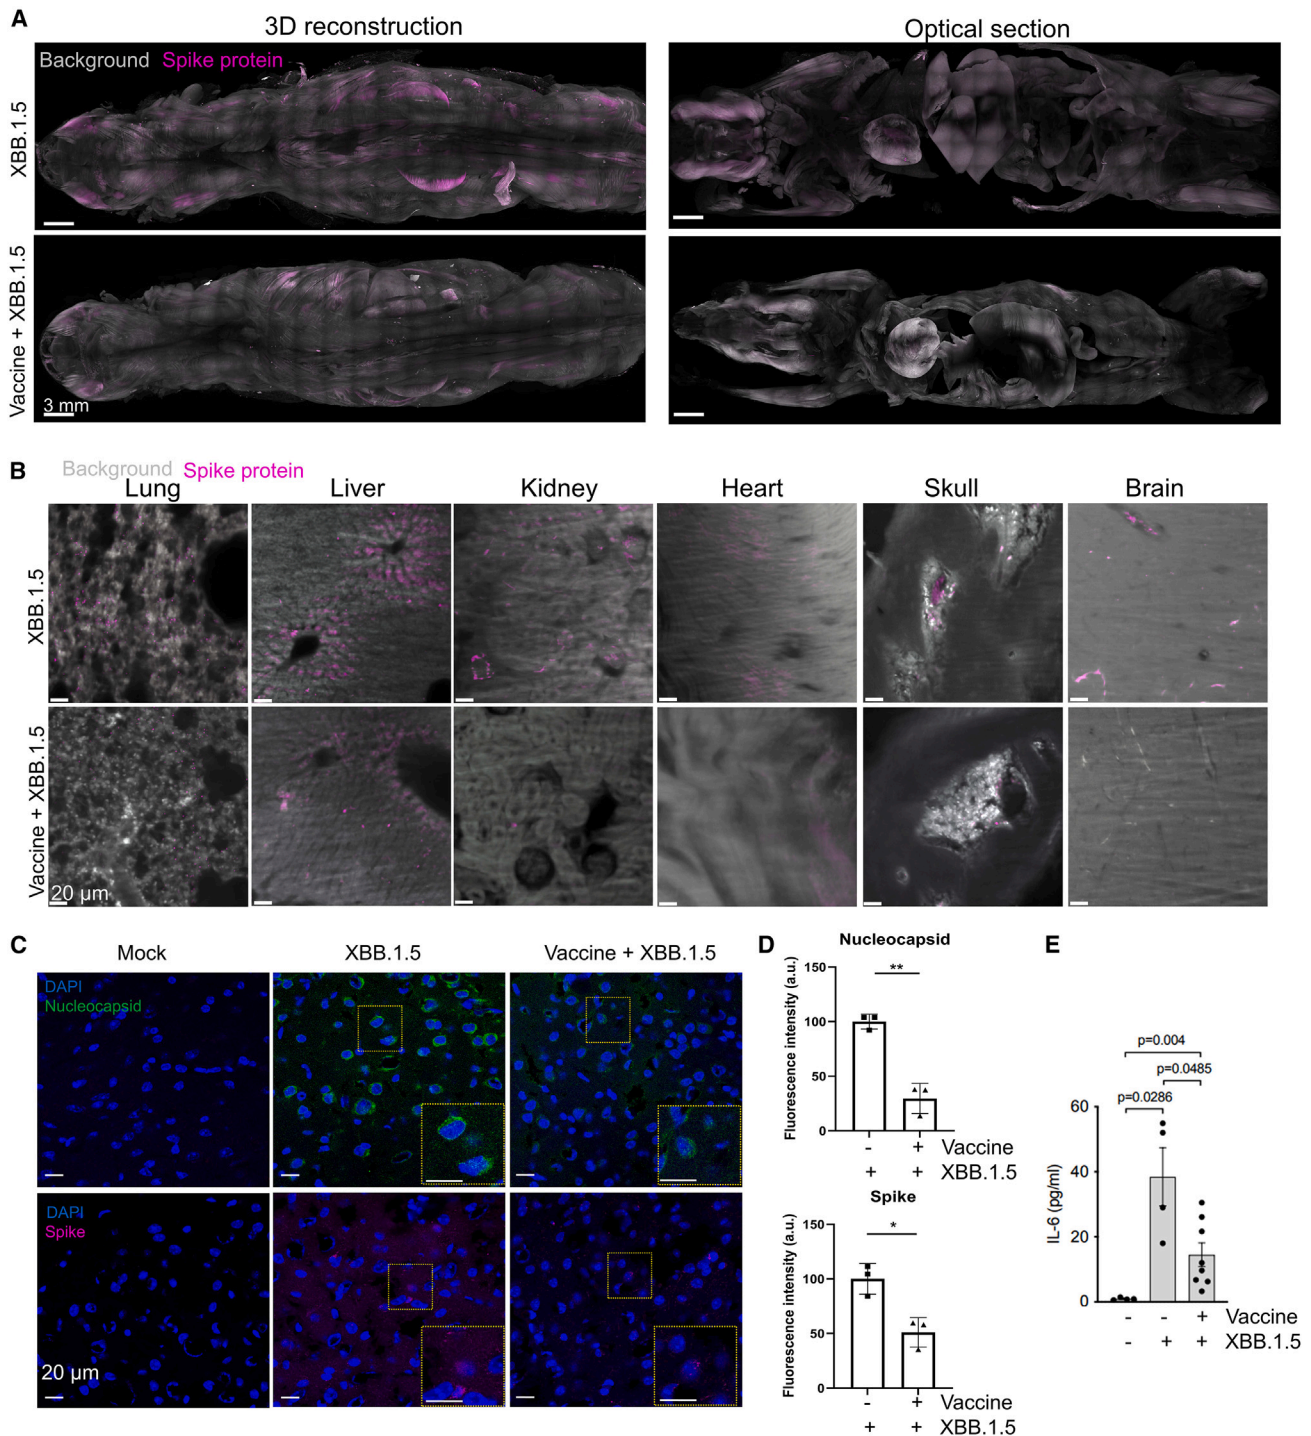 A
3D reconstruction
Optical section
Background Spike protein
XBB.1.5
Vaccine + XBB.1.5
3 mm
B
Background Spike protein
Lung Liver Kidney Heart Skull Brain
XBB.1.5
Vaccine + XBB.1.5
20 µm
C
Mock XBB.1.5 Vaccine + XBB.1.5
DAPI
Nucleocapsid
DAPI
Spike
20 µm
D
Nucleocapsid
Fluorescence intensity (a.u.)
150
100
50
0
**
- + Vaccine
+ + XBB.1.5
Spike
Fluorescence intensity (a.u.)
150
100
50
0
*
- + Vaccine
+ + XBB.1.5
E
p=0.004
p=0.0485
p=0.0286
IL-6 (pg/ml)
60
40
20
0
- - + Vaccine
- + + XBB.1.5